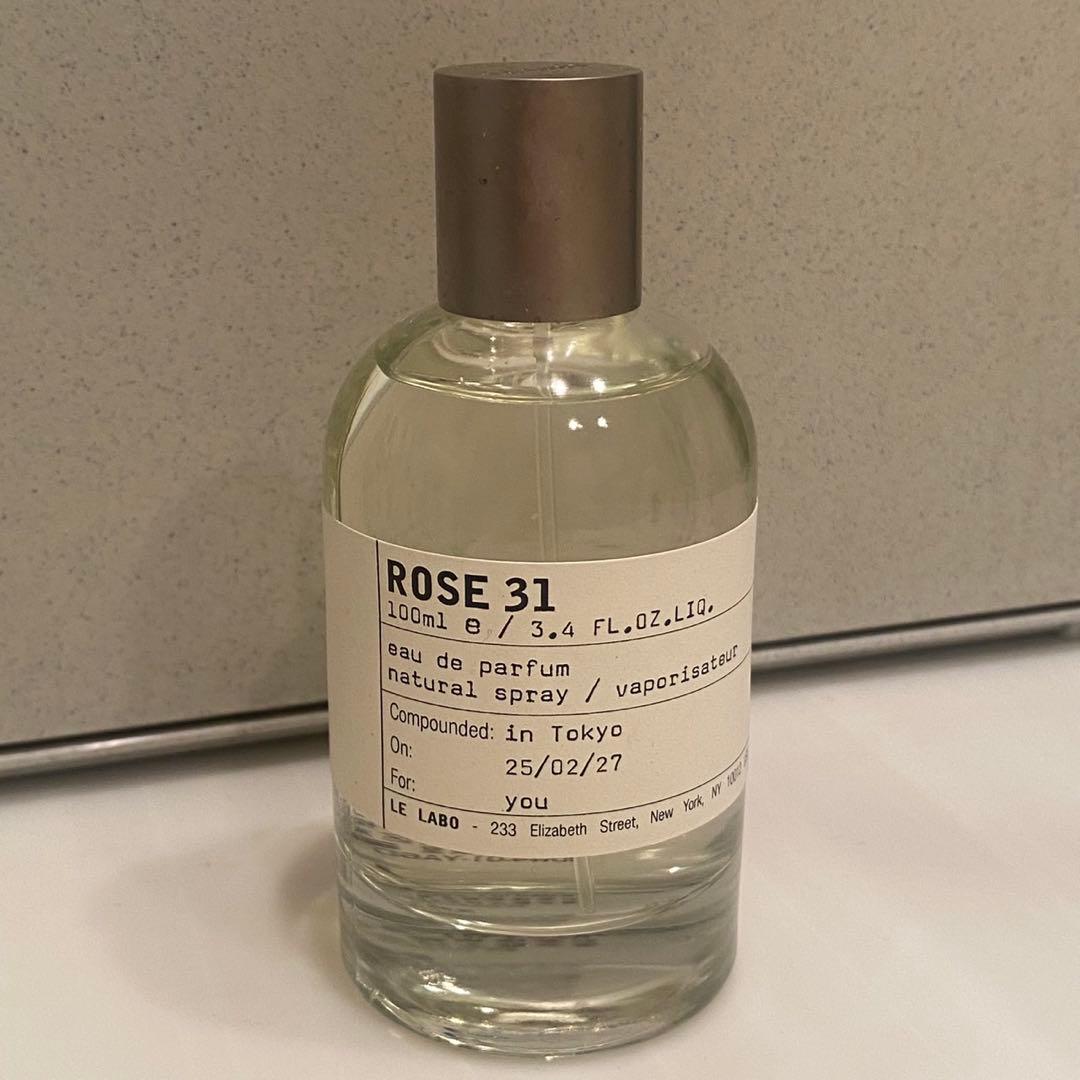 ROSE 31
100ml e / 3.4 FL.OZ.LIQ.
eau de parfum
natural spray / vaporisateur
Compounded: in Tokyo
On: 25/02/27
For: you
LE LABO - 233 Elizabeth Street, New York, NY 10012